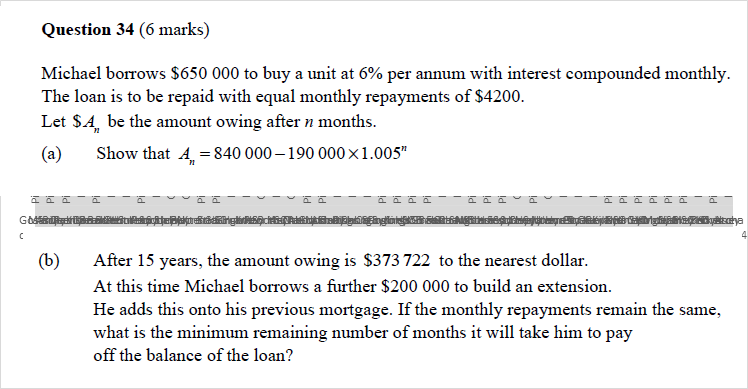 Question 34 (6 marks)
Michael borrows $650 000 to buy a unit at 6% per annum with interest compounded monthly.
The loan is to be repaid with equal monthly repayments of $4200.
Let $Aₙ be the amount owing after n months.
(a) Show that Aₙ = 840 000 – 190 000 × 1.005ⁿ
4
(b) After 15 years, the amount owing is $373 722 to the nearest dollar.
At this time Michael borrows a further $200 000 to build an extension.
He adds this onto his previous mortgage. If the monthly repayments remain the same,
what is the minimum remaining number of months it will take him to pay
off the balance of the loan?